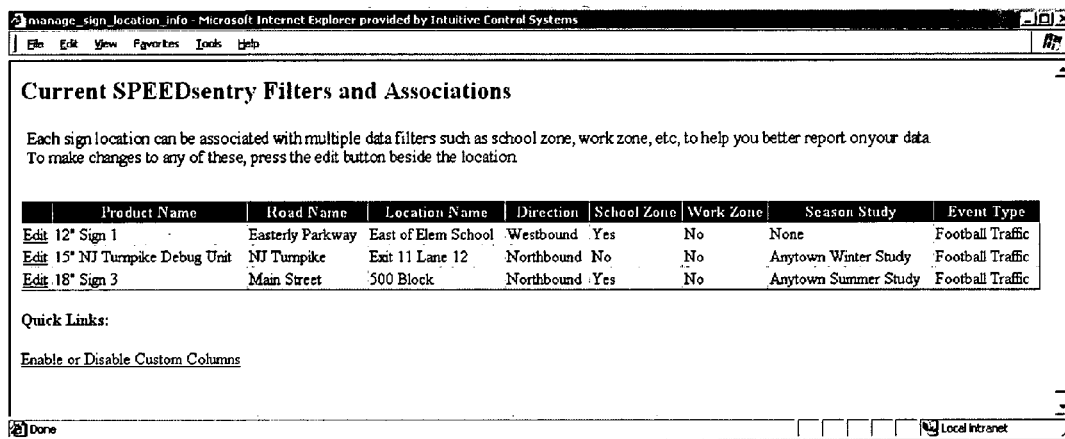 manage_sign_location_info - Microsoft Internet Explorer provided by Intuitive Control Systems
File Edit View Favorites Tools Help
Current SPEEDsentry Filters and Associations
Each sign location can be associated with multiple data filters such as school zone, work zone, etc, to help you better report on your data
To make changes to any of these, press the edit button beside the location
Product Name Road Name Location Name Direction School Zone Work Zone Season Study Event Type
Edit 12" Sign 1 Easterly Parkway East of Elem School Westbound Yes No None Football Traffic
Edit 15" NJ Turnpike Debug Unit NJ Turnpike Exit 11 Lane 12 Northbound No No Anytown Winter Study Football Traffic
Edit 18" Sign 3 Main Street 500 Block Northbound Yes No Anytown Summer Study Football Traffic
Quick Links:
Enable or Disable Custom Columns
Done Local intranet